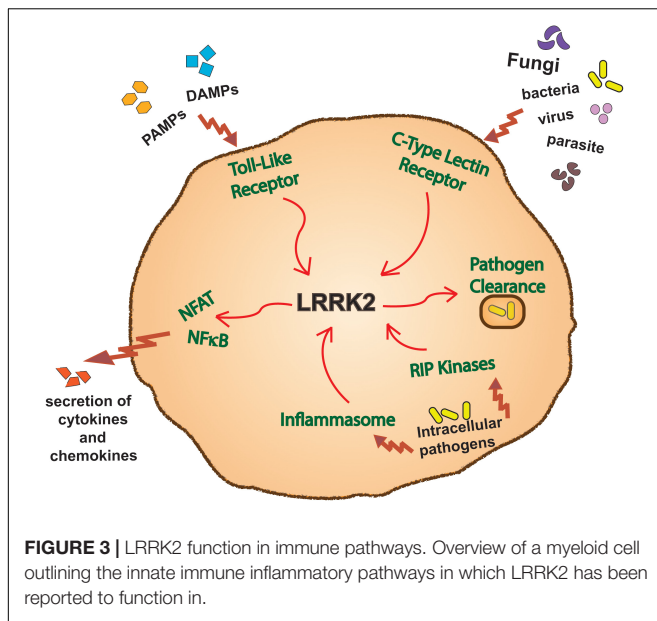 Fungi
bacteria
virus
parasite
DAMPs
PAMPs
Toll-Like
Receptor
C-Type Lectin
Receptor
Pathogen
Clearance
NFAT
NFκB
LRRK2
RIP Kinases
secretion of
cytokines
and
chemokines
Inflammasome
Intracellular
pathogens
FIGURE 3 | LRRK2 function in immune pathways. Overview of a myeloid cell
outlining the innate immune inflammatory pathways in which LRRK2 has been
reported to function in.